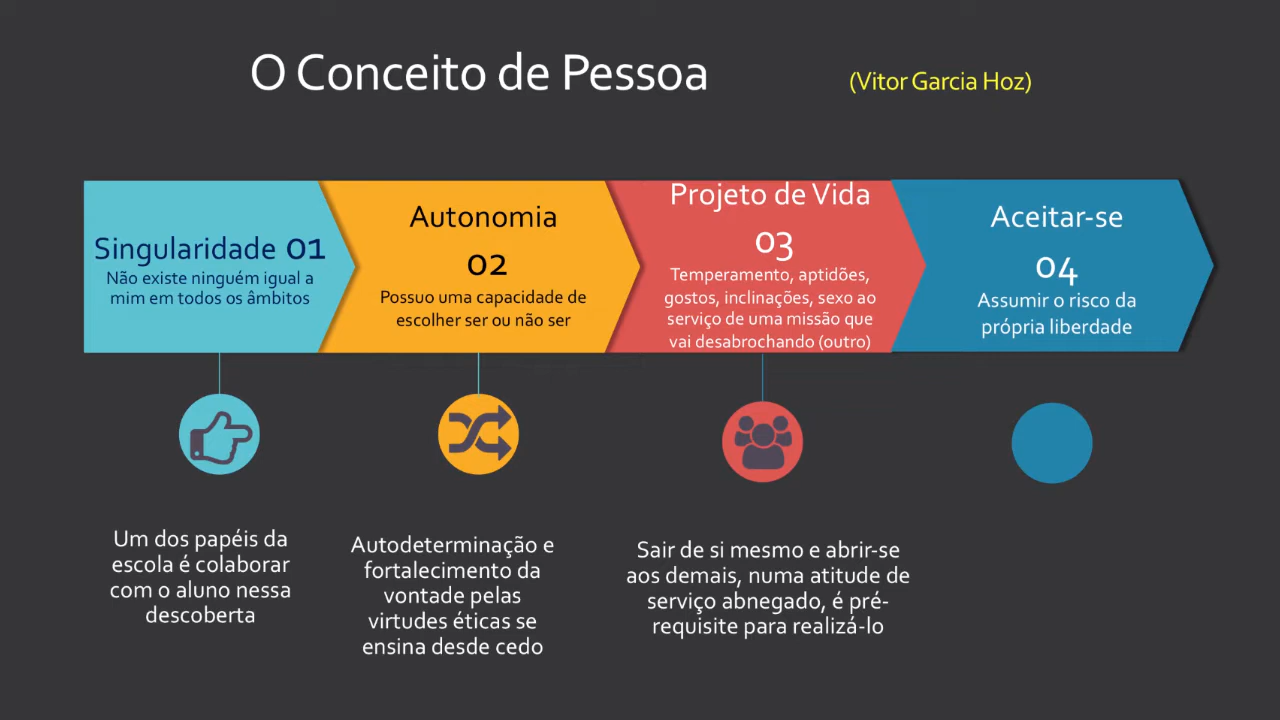 O Conceito de Pessoa
(Vitor Garcia Hoz)
Singularidade 01
Não existe ninguém igual a
mim em todos os âmbitos
Autonomia
02
Possuo uma capacidade de
escolher ser ou não ser
Projeto de Vida
03
Temperamento, aptidões,
gostos, inclinações, sexo ao
serviço de uma missão que
vai desabrochando (outro)
Aceitar-se
04
Assumir o risco da
própria liberdade
Um dos papéis da
escola é colaborar
com o aluno nessa
descoberta
Autodeterminação e
fortalecimento da
vontade pelas
virtudes éticas se
ensina desde cedo
Sair de si mesmo e abrir-se
aos demais, numa atitude de
serviço abnegado, é pré-
requisite para realizá-lo